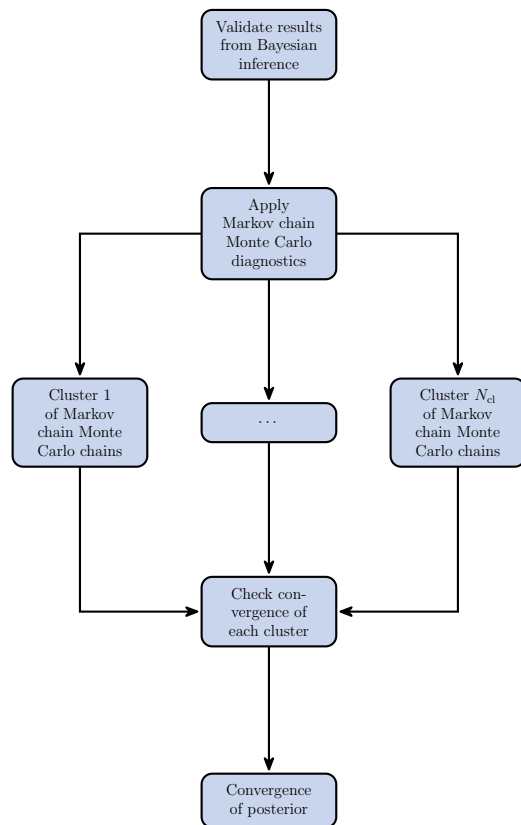 Validate results
from Bayesian
inference
Apply
Markov chain
Monte Carlo
diagnostics
Cluster 1
of Markov
chain Monte
Carlo chains
...
Cluster N_cl
of Markov
chain Monte
Carlo chains
Check con-
vergence of
each cluster
Convergence
of posterior